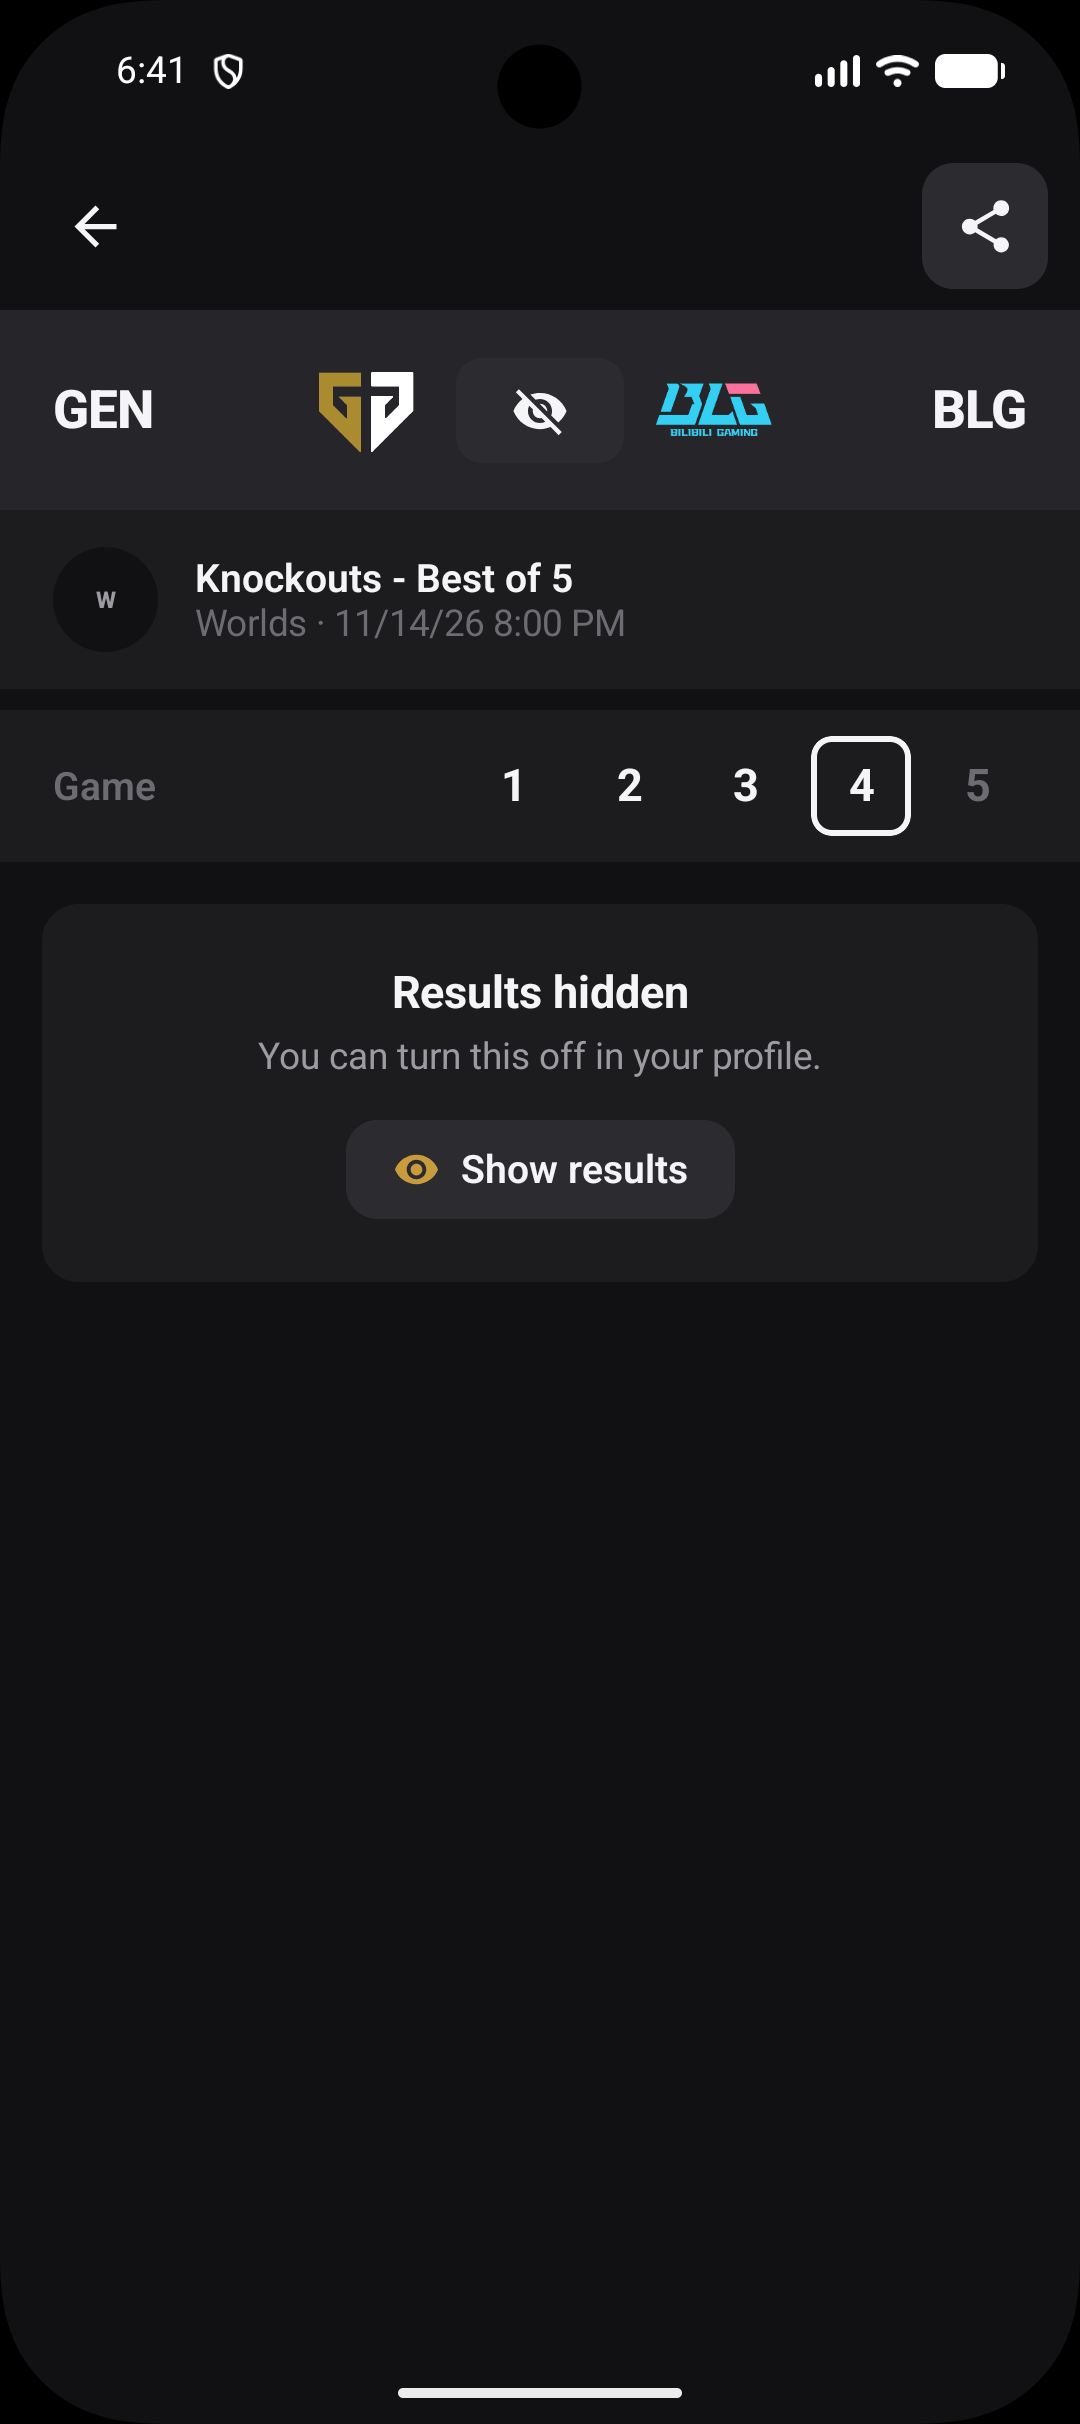 6:41
GEN
BILIBILI GAMING
BLG
W
Knockouts - Best of 5
Worlds · 11/14/26 8:00 PM
Game 1 2 3 4 5
Results hidden
You can turn this off in your profile.
Show results